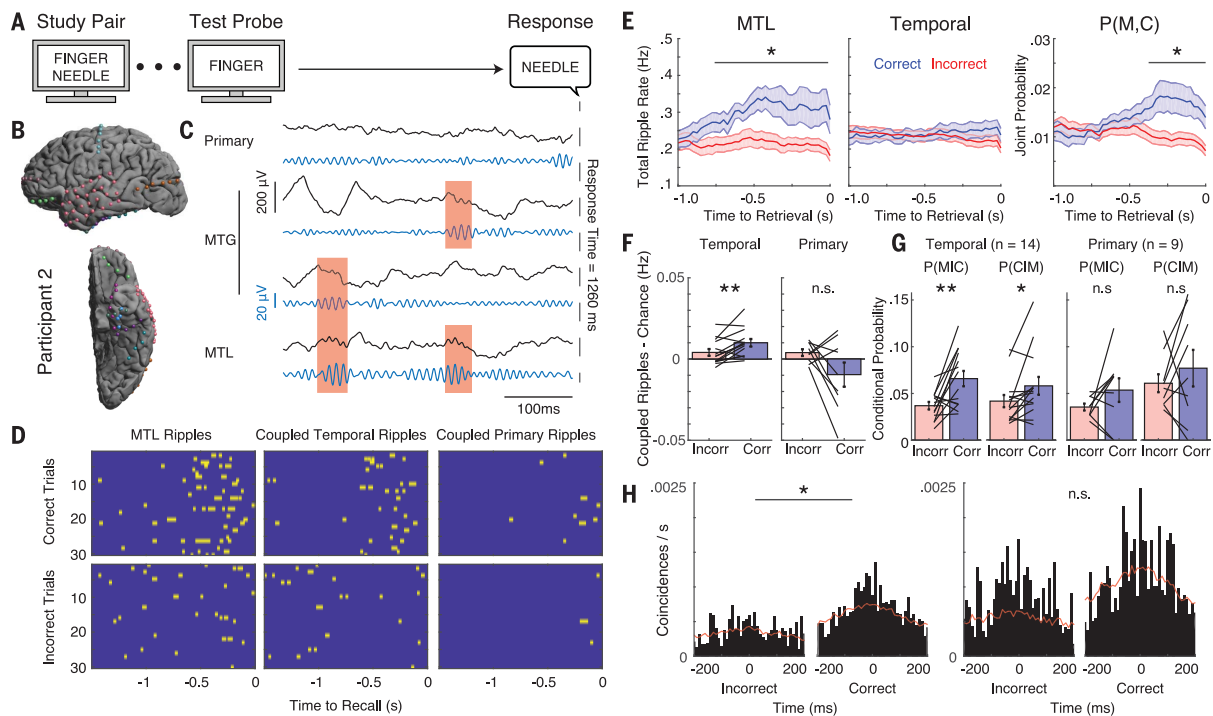 A
Study Pair
Test Probe
Response
FINGER
NEEDLE
FINGER
NEEDLE
B
Participant 2
C
Primary
MTG
MTL
200 µV
20 µV
Response Time = 1260 ms
100ms
D
MTL Ripples
Coupled Temporal Ripples
Coupled Primary Ripples
Correct Trials
10
20
30
Incorrect Trials
10
20
30
-1 -0.5 0
-1 -0.5 0
-1 -0.5 0
Time to Recall (s)
E
MTL
Temporal
P(M,C)
Total Ripple Rate (Hz)
.5
.4
.3
.2
.1
0
*
Correct Incorrect
Joint Probability
.03
.02
.01
0
*
-1.0 -0.5 0
-1.0 -0.5 0
-1.0 -0.5 0
Time to Retrieval (s)
Time to Retrieval (s)
Time to Retrieval (s)
F
Temporal
Primary
Coupled Ripples - Chance (Hz)
0.05
0
-0.05
**
n.s.
Incorr Corr
Incorr Corr
G
Temporal (n = 14)
Primary (n = 9)
P(MIC)
P(CIM)
P(MIC)
P(CIM)
Conditional Probability
.15
.10
.05
0
**
*
n.s
n.s
Incorr Corr
Incorr Corr
Incorr Corr
Incorr Corr
H
Coincidences / s
.0025
0
*
.0025
0
n.s.
-200 0 200
-200 0 200
-200 0 200
-200 0 200
Incorrect
Correct
Incorrect
Correct
Time (ms)
Time (ms)